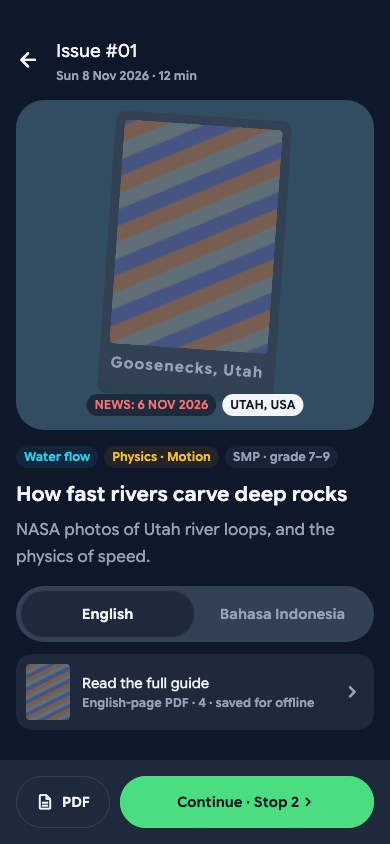 Issue #01
Sun 8 Nov 2026 · 12 min
Goosenecks, Utah
NEWS: 6 NOV 2026
UTAH, USA
Water flow
Physics · Motion
SMP · grade 7–9
How fast rivers carve deep rocks
NASA photos of Utah river loops, and the
physics of speed.
English
Bahasa Indonesia
Read the full guide
English-page PDF · 4 · saved for offline
PDF
Continue · Stop 2 ›